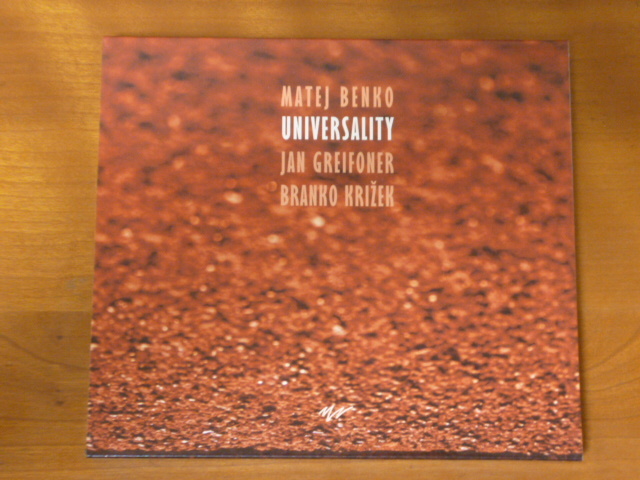 MATEJ BENKO
UNIVERSALITY
JAN GREIFONER
BRANKO KRIŽEK